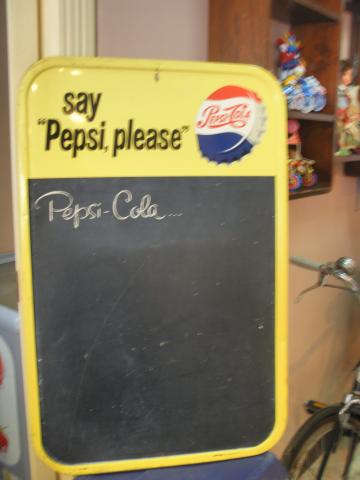 say
"Pepsi, please"
Pepsi-Cola
Pepsi-Cola...